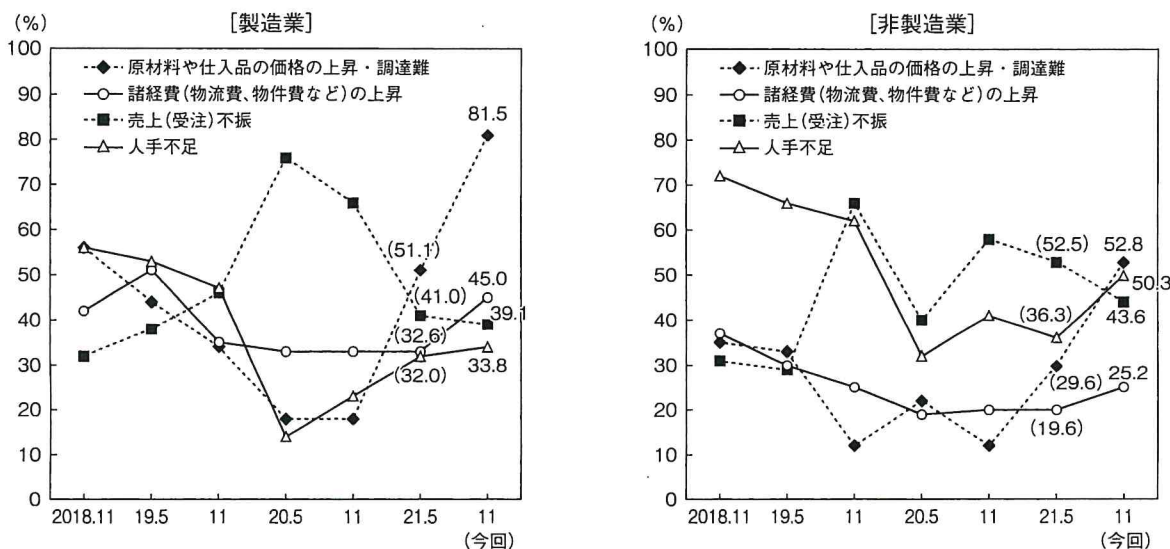 [製造業]
(%)
100
90
80
70
60
50
40
30
20
10
0
原材料や仕入品の価格の上昇・調達難
諸経費(物流費、物件費など)の上昇
売上(受注)不振
人手不足
81.5
(51.1)
45.0
(41.0)
39.1
(32.6)
(32.0)
33.8
2018.11 19.5 11 20.5 11 21.5 11
(今回)
[非製造業]
(%)
100
90
80
70
60
50
40
30
20
10
0
原材料や仕入品の価格の上昇・調達難
諸経費(物流費、物件費など)の上昇
売上(受注)不振
人手不足
(52.5) 52.8
50.3
(36.3)
43.6
(29.6) 25.2
(19.6)
2018.11 19.5 11 20.5 11 21.5 11
(今回)